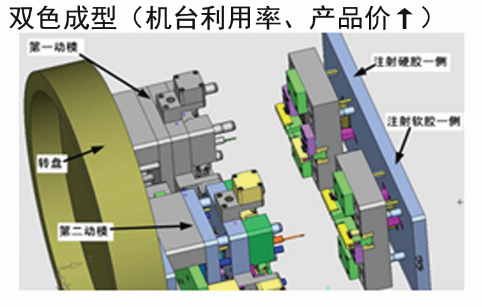 双色成型（机台利用率、产品价↑）
第一动模
注射硬胶一侧
注射软胶一侧
转盘
第二动模